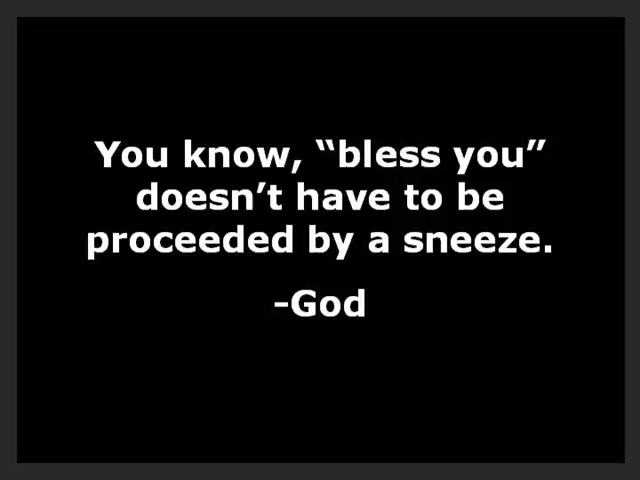 You know, “bless you”
doesn’t have to be
proceeded by a sneeze.
-God